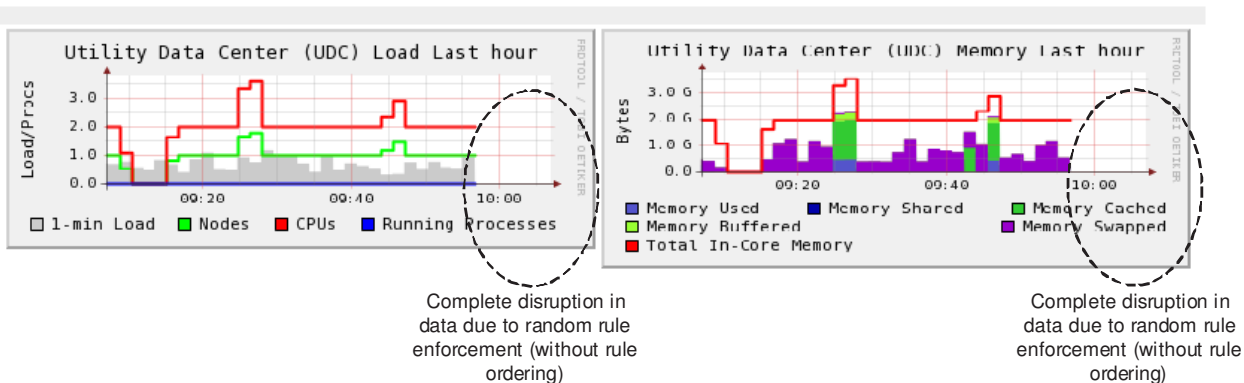 Utility Data Center (UDC) Load Last hour
RRDTOOL / TOBI OETIKER
Load/Procs
3.0
2.0
1.0
0.0
09:20 09:40 10:00
1-min Load Nodes CPUs Running Processes
Utility Data Center (UDC) Memory Last hour
RRDTOOL / TOBI OETIKER
Bytes
3.0 G
2.0 G
1.0 G
0.0
09:20 09:40 10:00
Memory Used Memory Shared Memory Cached
Memory Buffered Memory Swapped
Total In-Core Memory
Complete disruption in
data due to random rule
enforcement (without rule
ordering)
Complete disruption in
data due to random rule
enforcement (without rule
ordering)